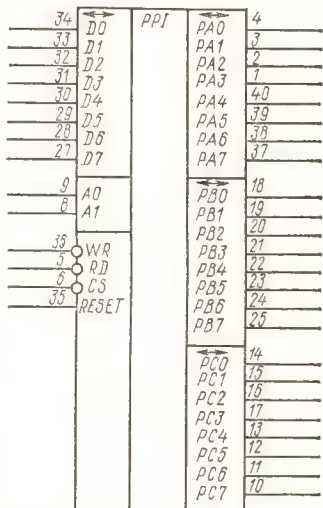 34 D0 PPI PA0 4
33 D1 PA1 3
32 D2 PA2 2
31 D3 PA3 1
30 D4 PA4 40
29 D5 PA5 39
28 D6 PA6 38
27 D7 PA7 37
9 A0 PB0 18
8 A1 PB1 19
PB2 20
36 WR PB3 21
5 RD PB4 22
6 CS PB5 23
35 RESET PB6 24
PB7 25
PC0 14
PC1 15
PC2 16
PC3 17
PC4 13
PC5 12
PC6 11
PC7 10